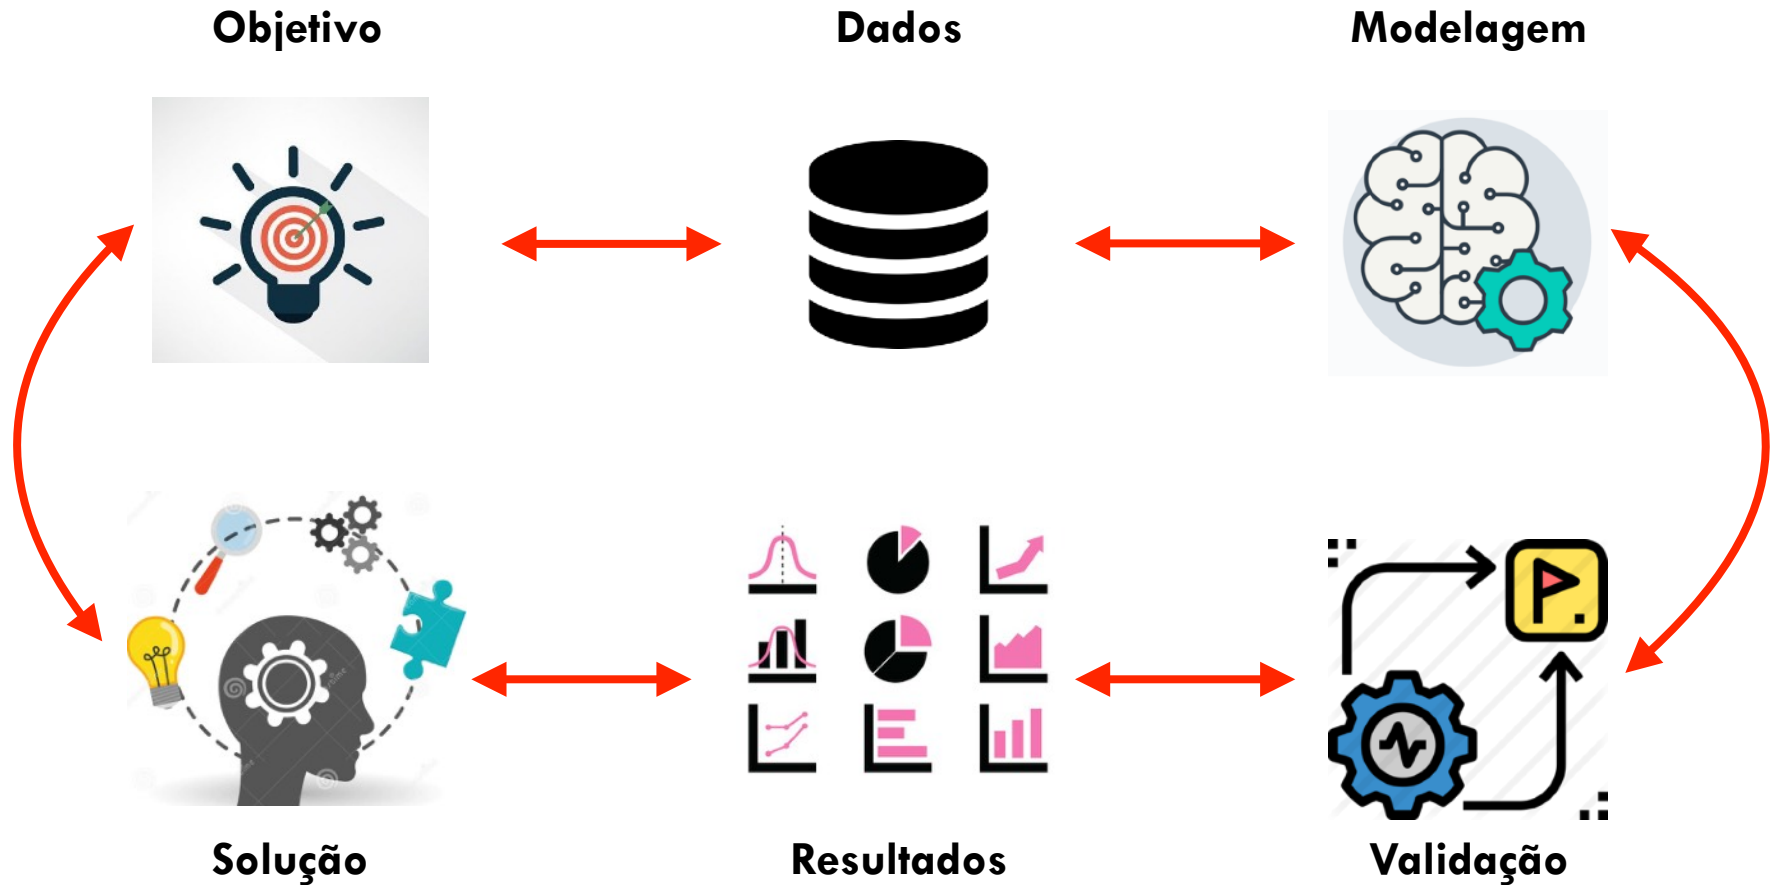 Objetivo
Dados
Modelagem
Solução
Resultados
Validação